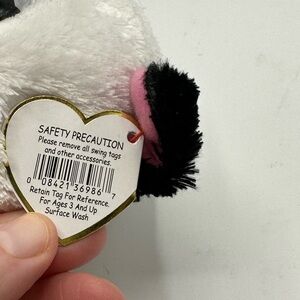 SAFETY PRECAUTION
Please remove all swing tags
and other accessories.
0 08421 36986 7
Retain Tag For Reference.
For Ages 3 And Up
Surface Wash